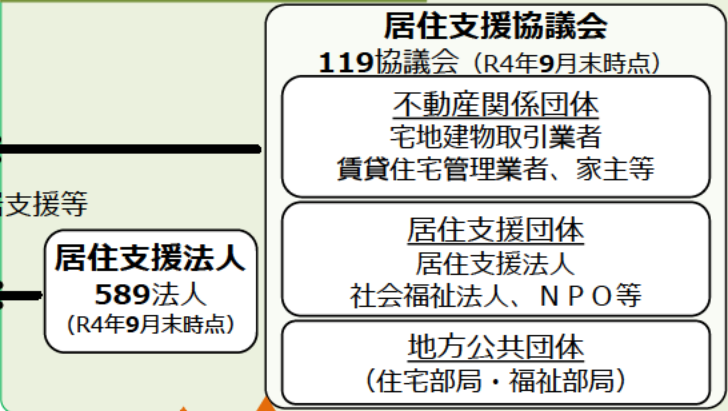 居住支援協議会
119協議会（R4年9月末時点）
不動産関係団体
宅地建物取引業者
賃貸住宅管理業者、家主等
居住支援団体
居住支援法人
社会福祉法人、ＮＰＯ等
地方公共団体
（住宅部局・福祉部局）
支援等
居住支援法人
589法人
（R4年9月末時点）